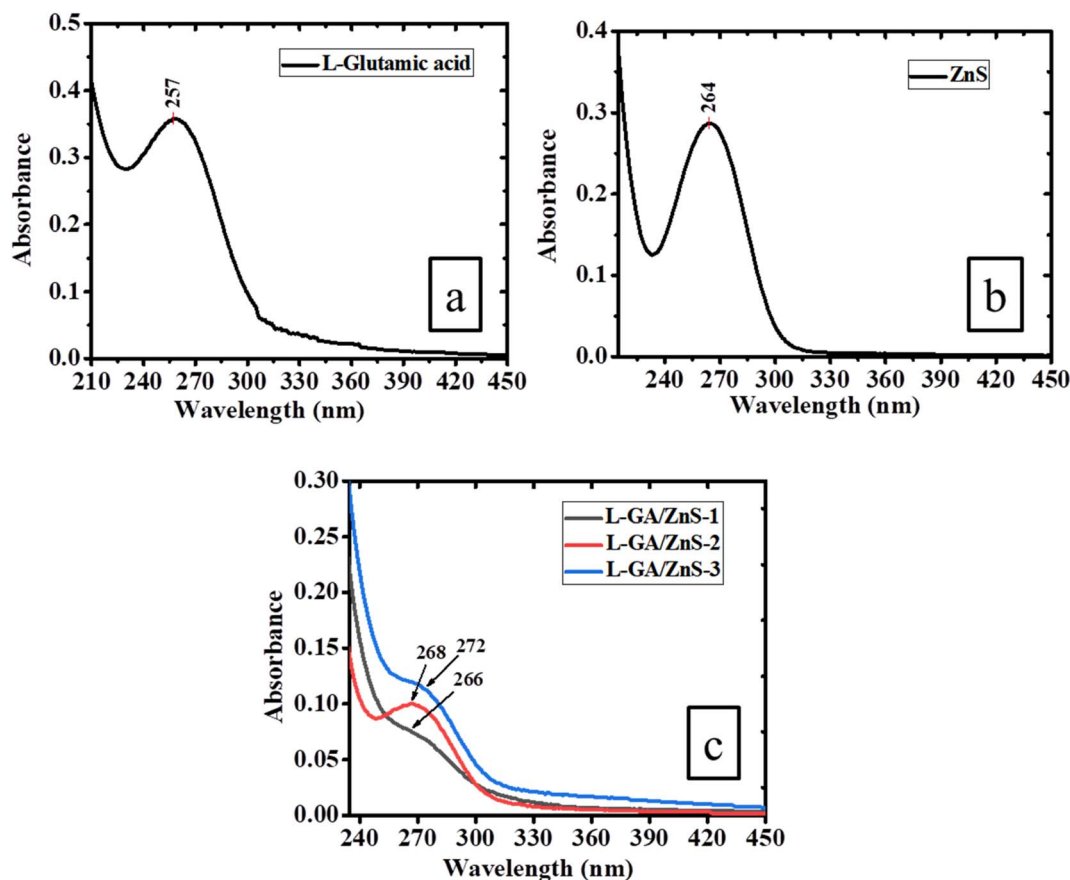 0.5
0.4
0.3
0.2
0.1
0.0
Absorbance
L-Glutamic acid
257
a
210 240 270 300 330 360 390 420 450
Wavelength (nm)
0.4
0.3
0.2
0.1
0.0
Absorbance
ZnS
264
b
240 270 300 330 360 390 420 450
Wavelength (nm)
0.30
0.25
0.20
0.15
0.10
0.05
0.00
Absorbance
L-GA/ZnS-1
L-GA/ZnS-2
L-GA/ZnS-3
268 272
266
c
240 270 300 330 360 390 420 450
Wavelength (nm)